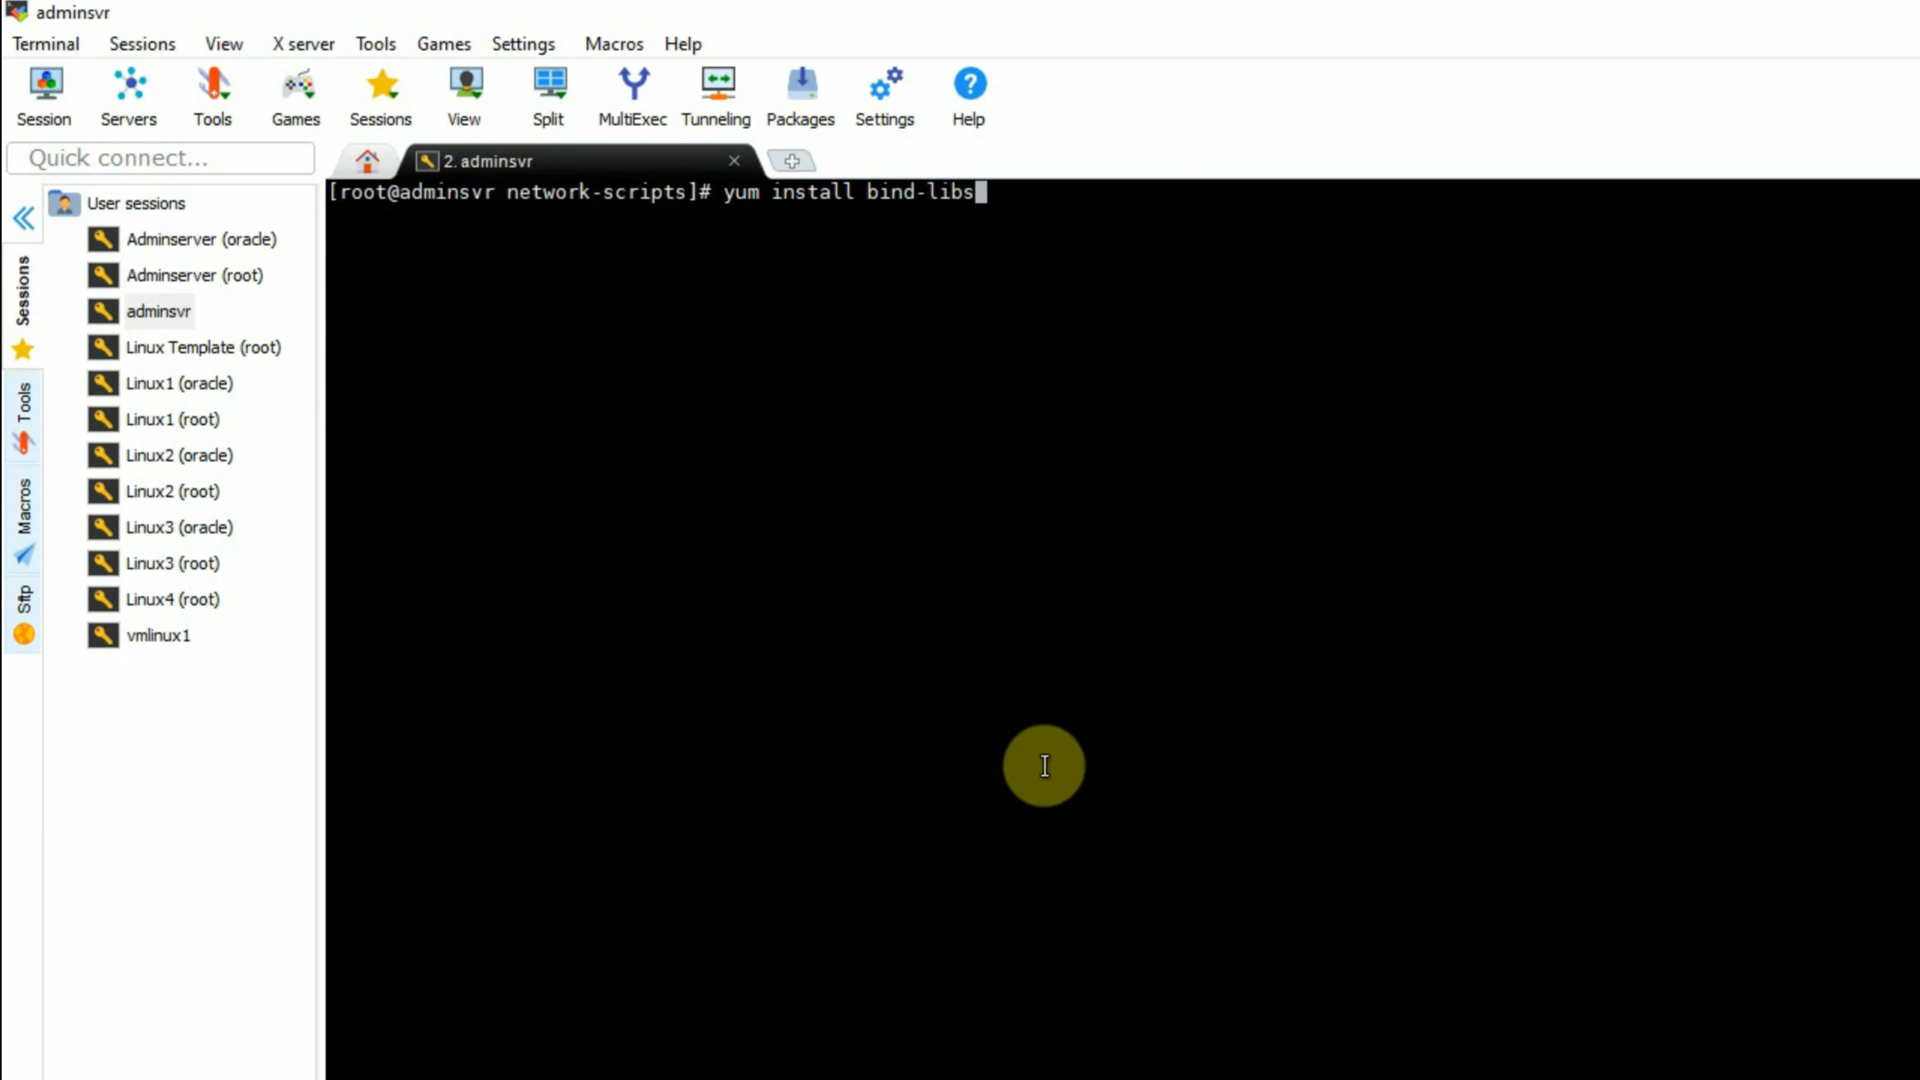 adminsvr
Terminal Sessions View X server Tools Games Settings Macros Help
Session Servers Tools Games Sessions View Split MultiExec Tunneling Packages Settings Help
Quick connect...
2. adminsvr
[root@adminsvr network-scripts]# yum install bind-libs
User sessions
Adminserver (oracle)
Adminserver (root)
adminsvr
Linux Template (root)
Linux1 (oracle)
Linux1 (root)
Linux2 (oracle)
Linux2 (root)
Linux3 (oracle)
Linux3 (root)
Linux4 (root)
vmlinux1
Sessions
Tools
Macros
Sftp